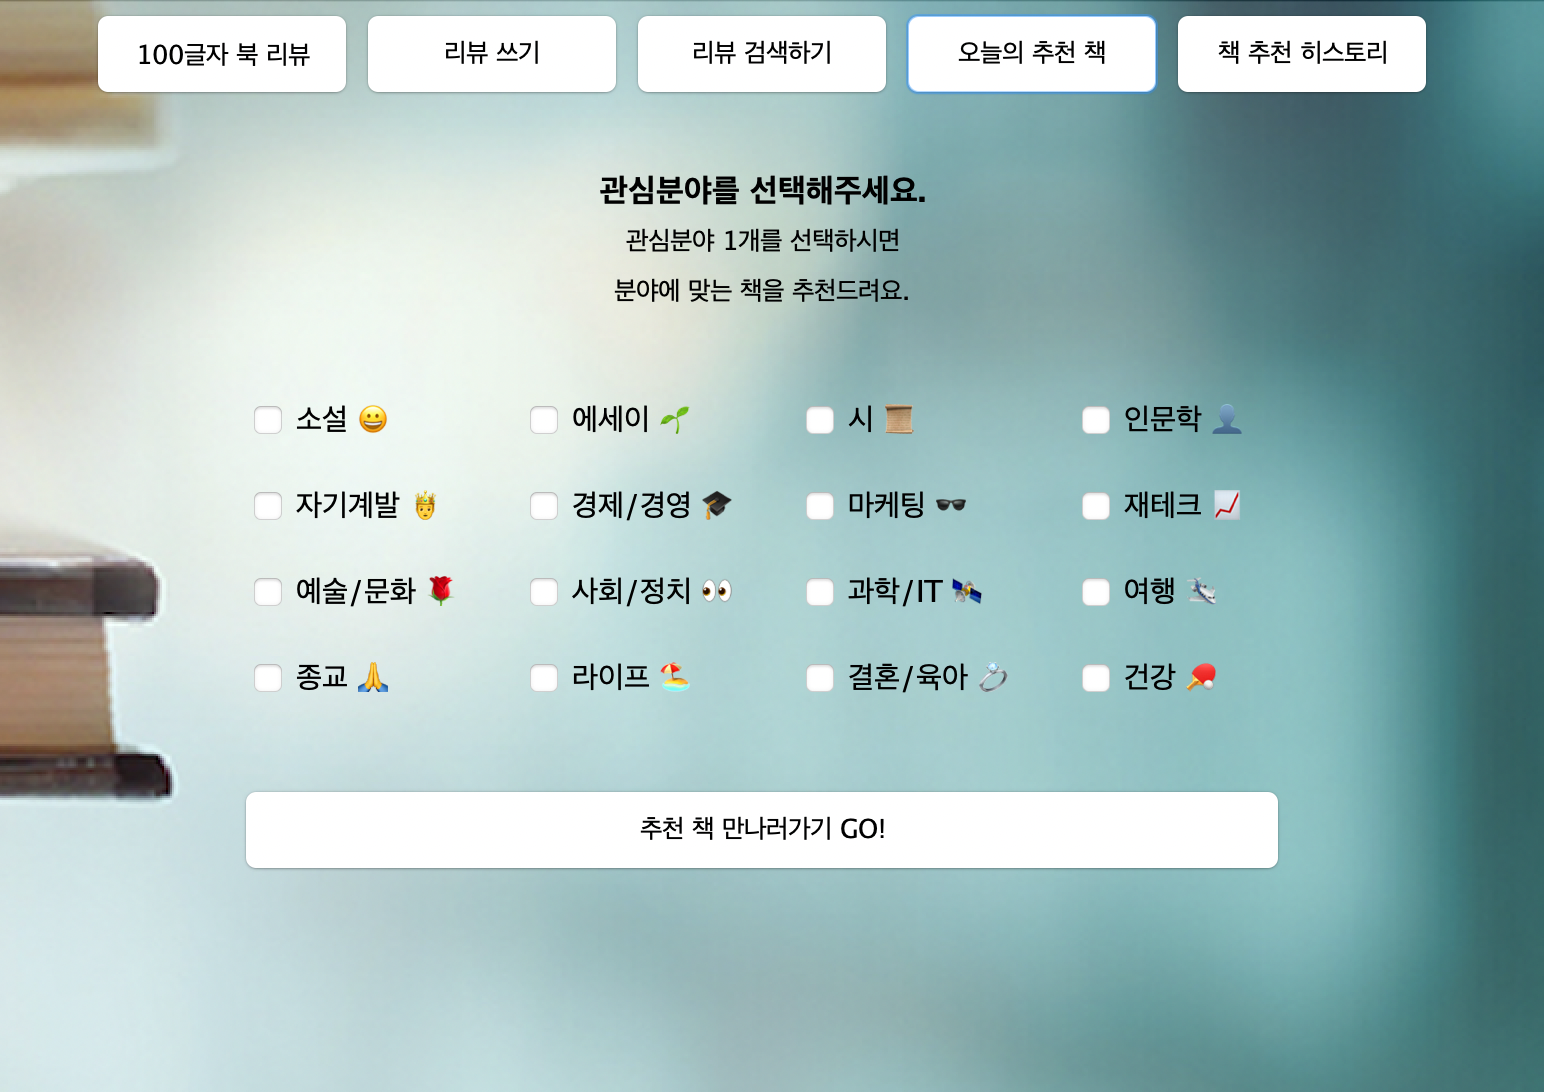 100글자 북 리뷰
리뷰 쓰기
리뷰 검색하기
오늘의 추천 책
책 추천 히스토리
관심분야를 선택해주세요.
관심분야 1개를 선택하시면
분야에 맞는 책을 추천드려요.
소설 😀
에세이 🌱
시 📜
인문학 👤
자기계발 🤴
경제/경영 🎓
마케팅 🕶️
재테크 📈
예술/문화 🌹
사회/정치 👀
과학/IT 🛰️
여행 🛬
종교 🙏
라이프 🏖️
결혼/육아 💍
건강 🏓
추천 책 만나러가기 GO!